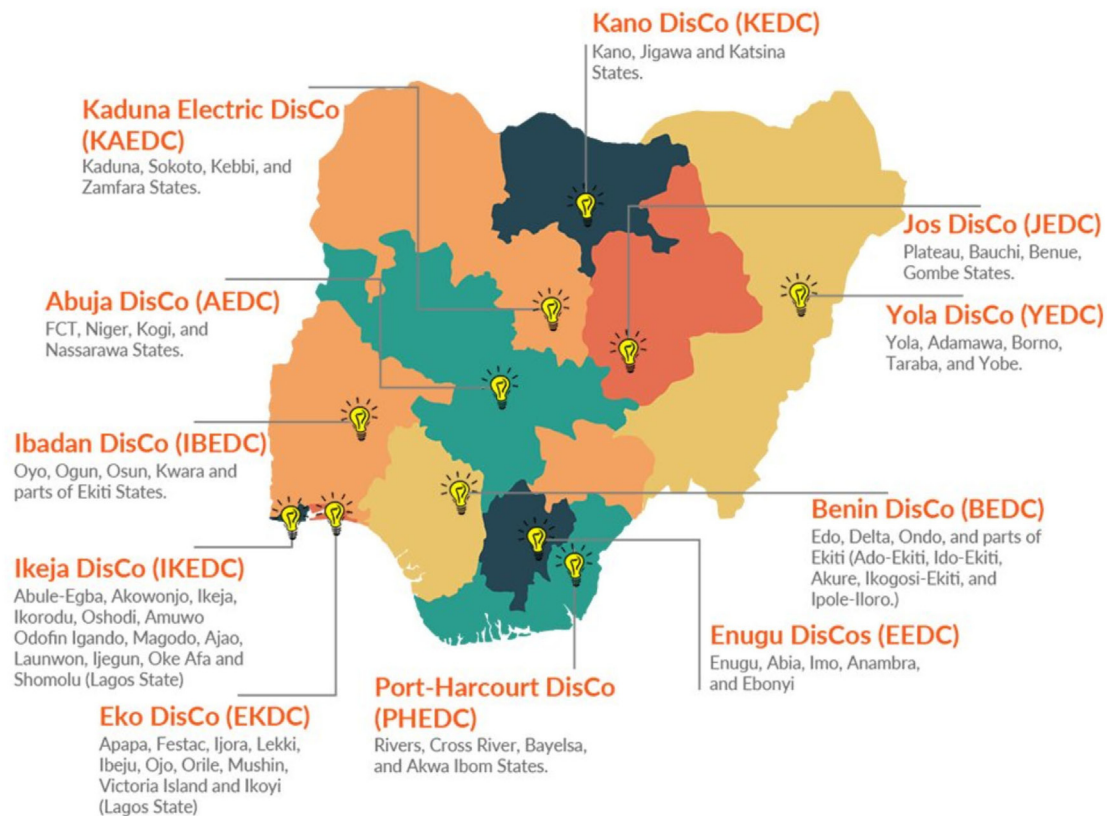 Kano DisCo (KEDC)
Kano, Jigawa and Katsina
States.
Kaduna Electric DisCo
(KAEDC)
Kaduna, Sokoto, Kebbi, and
Zamfara States.
Jos DisCo (JEDC)
Plateau, Bauchi, Benue,
Gombe States.
Abuja DisCo (AEDC)
FCT, Niger, Kogi, and
Nassarawa States.
Yola DisCo (YEDC)
Yola, Adamawa, Borno,
Taraba, and Yobe.
Ibadan DisCo (IBEDC)
Oyo, Ogun, Osun, Kwara and
parts of Ekiti States.
Benin DisCo (BEDC)
Edo, Delta, Ondo, and parts of
Ekiti (Ado-Ekiti, Ido-Ekiti,
Akure, Ikogosi-Ekiti, and
Ipole-Iloro.)
Ikeja DisCo (IKEDC)
Abule-Egba, Akowonjo, Ikeja,
Ikorodu, Oshodi, Amuwo
Odofin Igando, Magodo, Ajao,
Launwon, Ijegun, Oke Afa and
Shomolu (Lagos State)
Enugu DisCos (EEDC)
Enugu, Abia, Imo, Anambra,
and Ebonyi
Port-Harcourt DisCo
(PHEDC)
Rivers, Cross River, Bayelsa,
and Akwa Ibom States.
Eko DisCo (EKDC)
Apapa, Festac, Ijora, Lekki,
Ibeju, Ojo, Orile, Mushin,
Victoria Island and Ikoyi
(Lagos State)